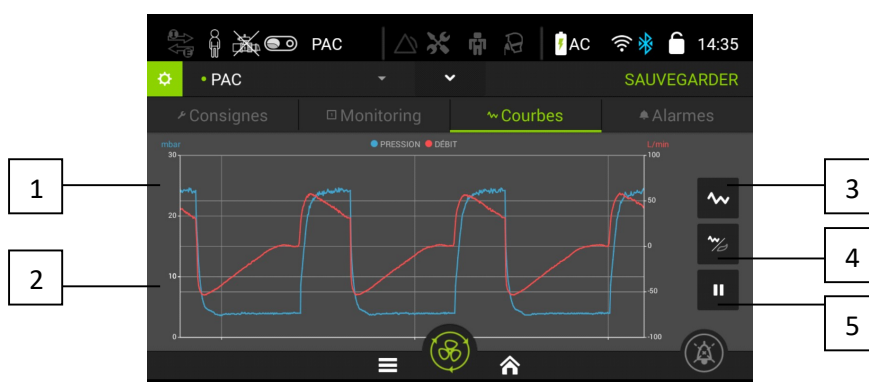 PAC AC 14:35
PAC SAUVEGARDER
Consignes Monitoring Courbes Alarmes
mbar PRESSION DÉBIT L/min
30 100
1 3
20 50
0
4
2 10 -50
5
0 -100